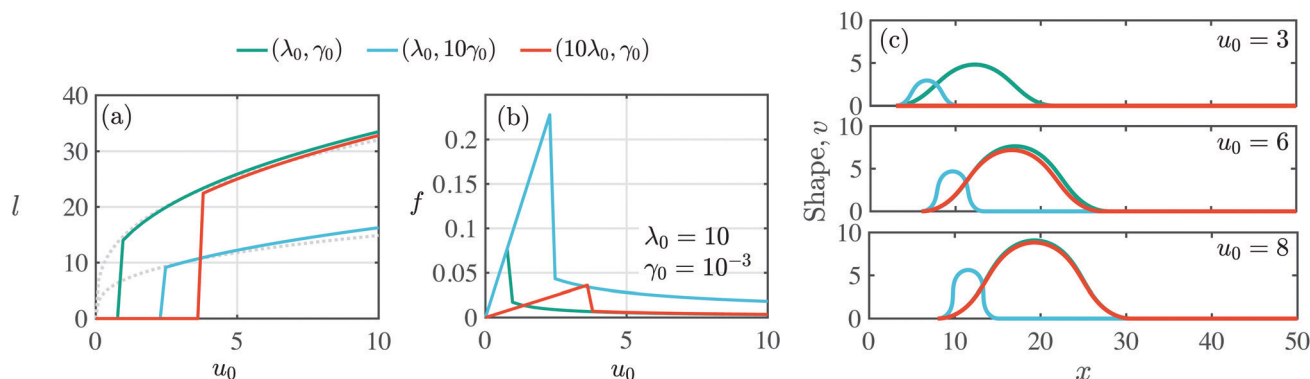 (λ₀, γ₀) (λ₀, 10γ₀) (10λ₀, γ₀)
(a)
40
30
20
10
0
l
0 5 10
u₀
(b)
0.2
0.15
0.1
0.05
0
f
λ₀ = 10
γ₀ = 10⁻³
0 5 10
u₀
(c)
u₀ = 3
10
5
0
u₀ = 6
10
5
0
u₀ = 8
10
5
0
Shape, v
0 10 20 30 40 50
x